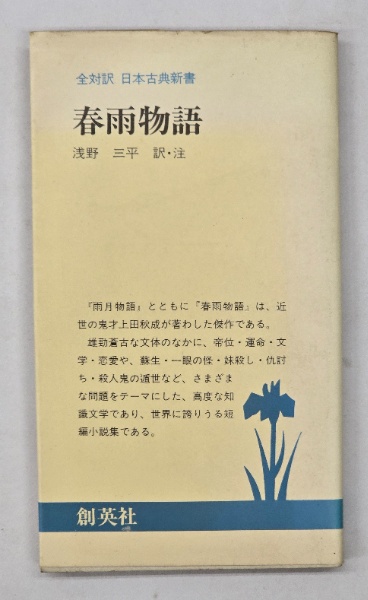 全対訳 日本古典新書
春雨物語
浅野 三平 訳・注
『雨月物語』とともに『春雨物語』は、近
世の鬼才上田秋成が著わした傑作である。
雄勁蒼古な文体のなかに、帝位・運命・文
学・恋愛や、蘇生・一眼の怪・妹殺し・仇討
ち・殺人鬼の遁世など、さまざま
な問題をテーマにした、高度な知
識文学であり、世界に誇りうる短
編小説集である。
創英社